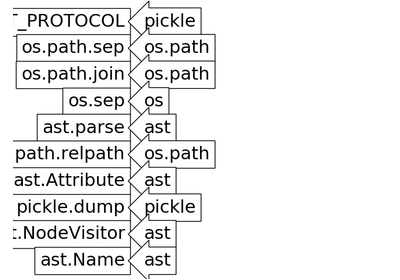 T_PROTOCOL pickle
os.path.sep os.path
os.path.join os.path
os.sep os
ast.parse ast
path.relpath os.path
ast.Attribute ast
pickle.dump pickle
t.NodeVisitor ast
ast.Name ast